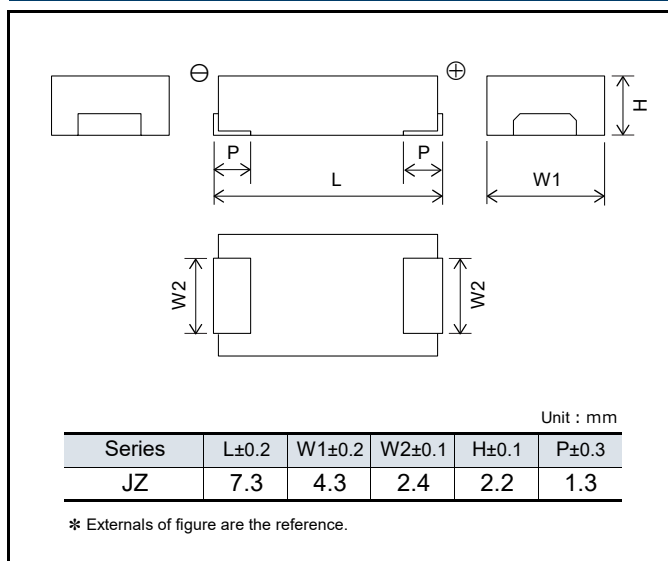 ⊖ ⊕
H
P P
L
W1
W2 W2
Unit : mm
Series L±0.2 W1±0.2 W2±0.1 H±0.1 P±0.3
JZ 7.3 4.3 2.4 2.2 1.3
✽ Externals of figure are the reference.